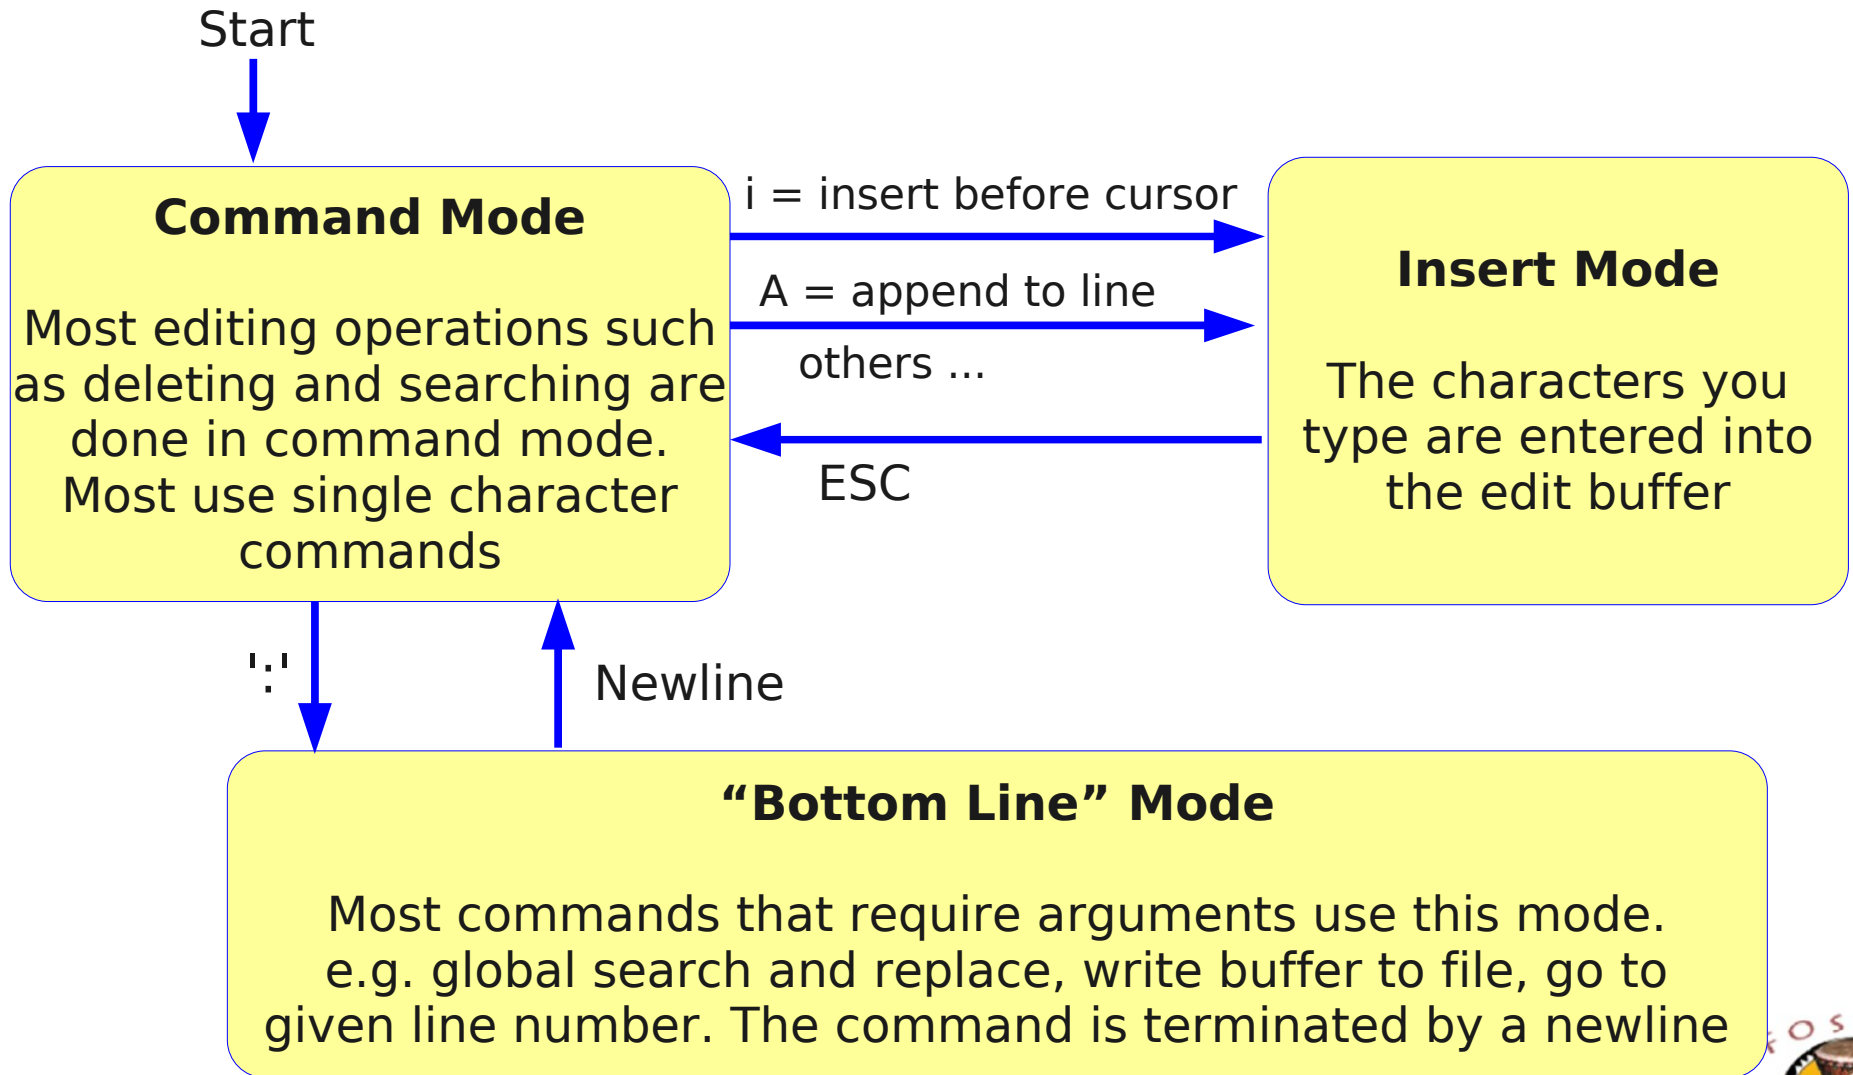 Start
Command Mode
Most editing operations such
as deleting and searching are
done in command mode.
Most use single character
commands
i = insert before cursor
A = append to line
others ...
ESC
Insert Mode
The characters you
type are entered into
the edit buffer
':'
Newline
“Bottom Line” Mode
Most commands that require arguments use this mode.
e.g. global search and replace, write buffer to file, go to
given line number. The command is terminated by a newline